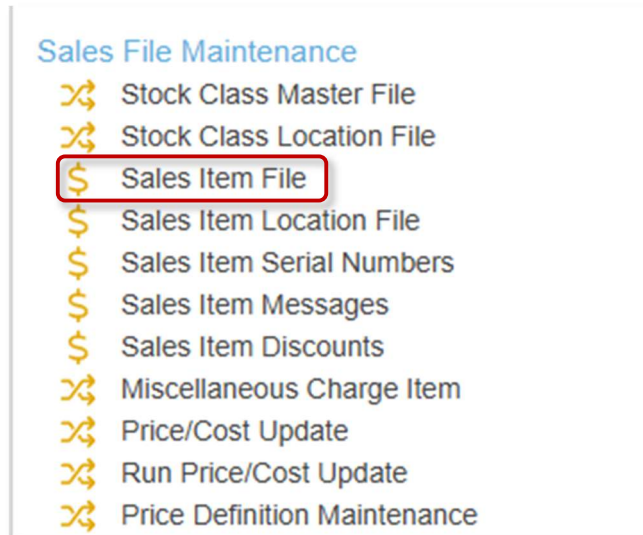 Sales File Maintenance
Stock Class Master File
Stock Class Location File
$ Sales Item File
$ Sales Item Location File
$ Sales Item Serial Numbers
$ Sales Item Messages
$ Sales Item Discounts
Miscellaneous Charge Item
Price/Cost Update
Run Price/Cost Update
Price Definition Maintenance